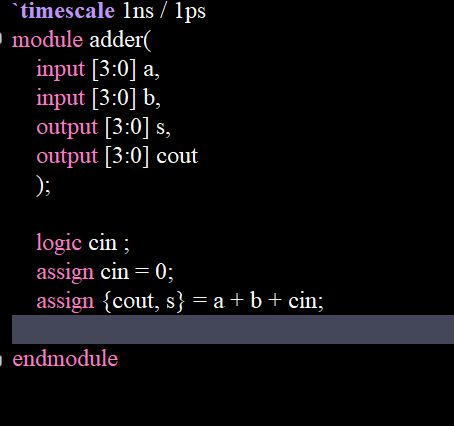 `timescale 1ns / 1ps
module adder(
input [3:0] a,
input [3:0] b,
output [3:0] s,
output [3:0] cout
);
logic cin ;
assign cin = 0;
assign {cout, s} = a + b + cin;
endmodule